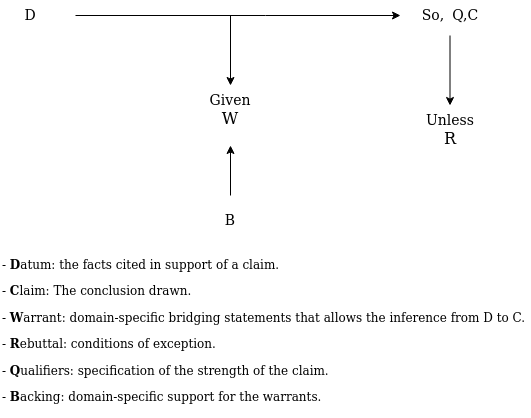 D
So, Q,C
Given
W
Unless
R
B
- Datum: the facts cited in support of a claim.
- Claim: The conclusion drawn.
- Warrant: domain-specific bridging statements that allows the inference from D to C.
- Rebuttal: conditions of exception.
- Qualifiers: specification of the strength of the claim.
- Backing: domain-specific support for the warrants.